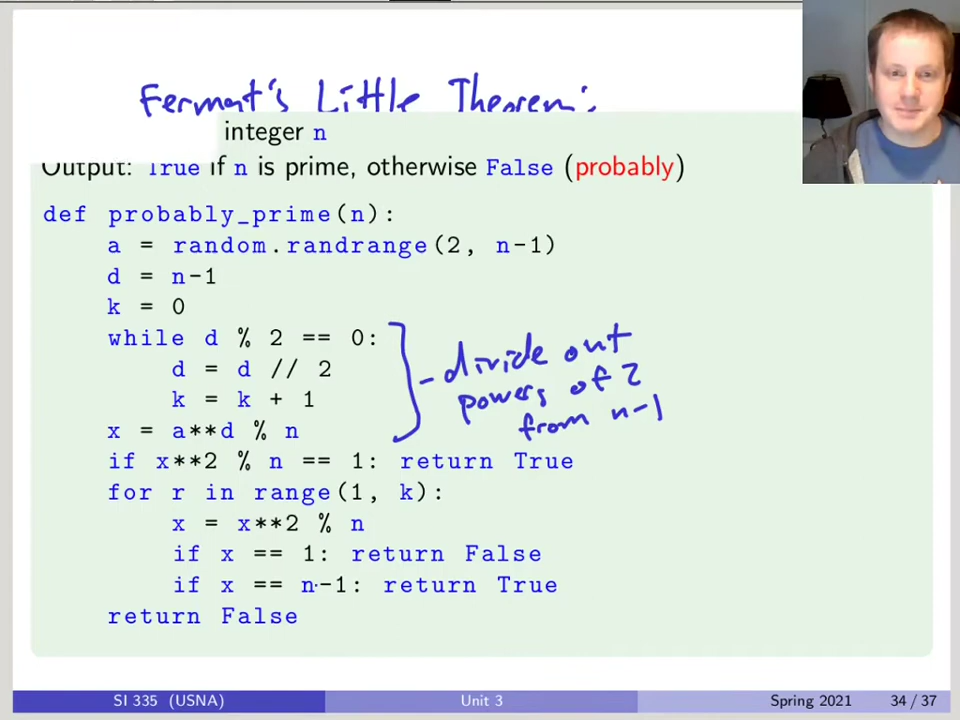 Fermat's Little Theorem:
integer n
Output: True if n is prime, otherwise False (probably)
def probably_prime(n):
    a = random.randrange(2, n-1)
    d = n-1
    k = 0
    while d % 2 == 0:
        d = d // 2
        k = k + 1
    x = a**d % n
    if x**2 % n == 1: return True
    for r in range(1, k):
        x = x**2 % n
        if x == 1: return False
        if x == n-1: return True
    return False
- divide out
powers of 2
from n-1
SI 335 (USNA) Unit 3 Spring 2021 34 / 37